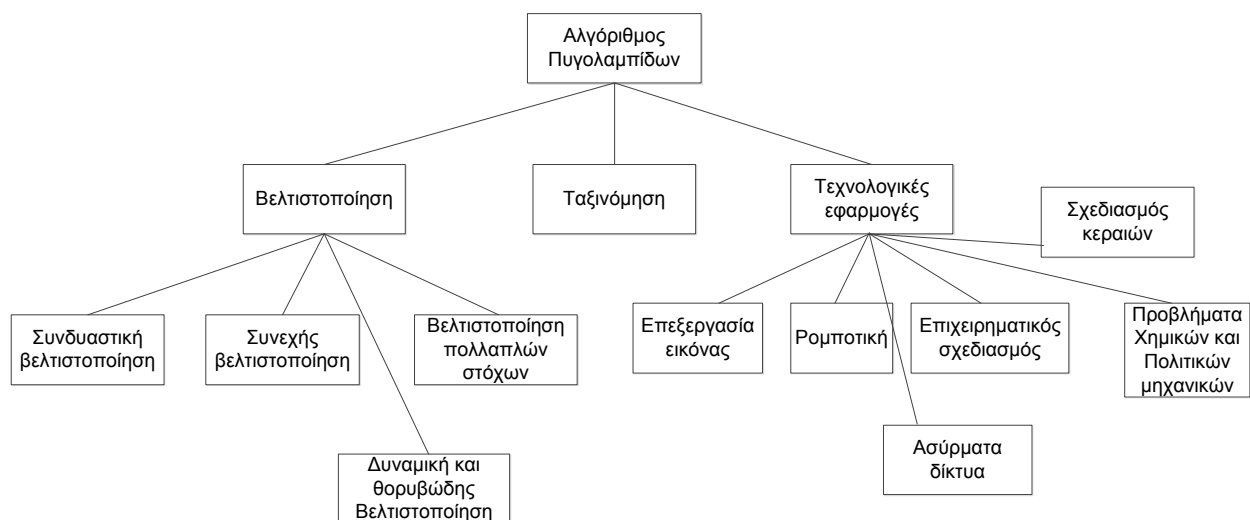 Αλγόριθμος
Πυγολαμπίδων
Βελτιστοποίηση
Ταξινόμηση
Τεχνολογικές
εφαρμογές
Σχεδιασμός
κεραιών
Συνδυαστική
βελτιστοποίηση
Συνεχής
βελτιστοποίηση
Βελτιστοποίηση
πολλαπλών
στόχων
Επεξεργασία
εικόνας
Ρομποτική
Επιχειρηματικός
σχεδιασμός
Προβλήματα
Χημικών και
Πολιτικών
μηχανικών
Δυναμική και
θορυβώδης
Βελτιστοποίηση
Ασύρματα
δίκτυα